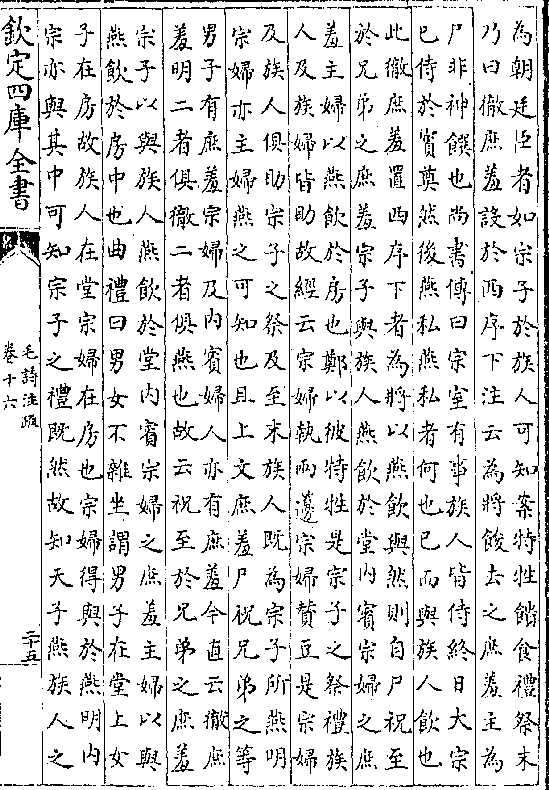 為朝廷臣者如宗子於族人可知案特牲饋食禮祭末
乃曰徹庶羞設於西序下注云為將餕去之庶羞主為
尸非神饌也尚書傳曰宗室有事族人皆侍終日大宗
已侍於賓奠然後燕私燕私者何也已而與族人飲也
此徹庶羞置西序下者為將以燕飲與然則自尸祝至
於兄弟之庶羞宗子與族人燕飲於堂内賓宗婦之庶
羞主婦以燕飲於房也鄭以彼特牲是宗子之祭禮族
人及族婦皆助故經云宗婦執兩籩宗婦贊豆是宗婦
及族人俱助宗子之祭及至末族人既為宗子所燕明
宗婦亦主婦燕之可知也且上文庶羞尸祝兄弟之等
男子有庶羞宗婦及内賓婦人亦有庶羞今直云徹庶
羞明二者俱徹二者俱燕也故云祝至於兄弟之庶羞
宗子以與族人燕飲於堂内賓宗婦之庶羞主婦以與
燕飲於房中也曲禮曰男女不雜坐謂男子在堂上女
子在房故族人在堂宗婦在房也宗婦得與於燕明内
宗亦與其中可知宗子之禮既然故知天子燕族人之
欽定四庫全書
毛詩注疏
卷十六
二十五